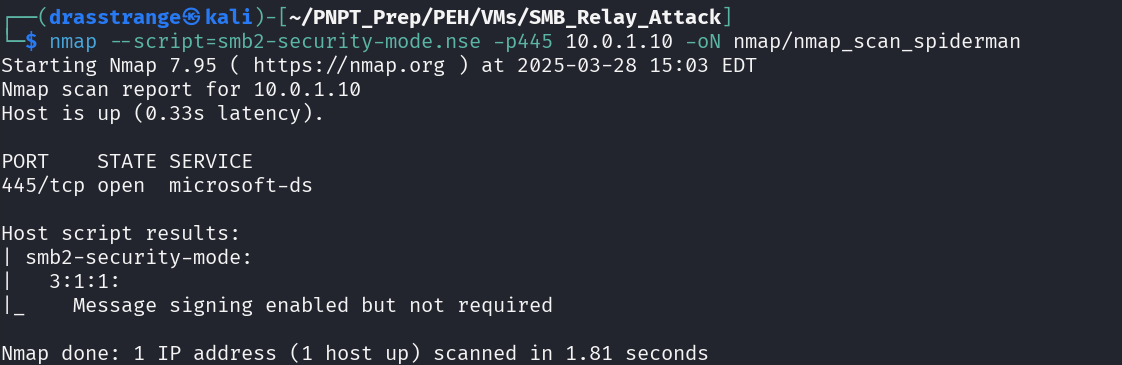 ┌──(drasstrange㉿kali)-[~/PNPT_Prep/PEH/VMs/SMB_Relay_Attack]
└─$ nmap --script=smb2-security-mode.nse -p445 10.0.1.10 -oN nmap/nmap_scan_spiderman
Starting Nmap 7.95 ( https://nmap.org ) at 2025-03-28 15:03 EDT
Nmap scan report for 10.0.1.10
Host is up (0.33s latency).

PORT    STATE SERVICE
445/tcp open  microsoft-ds

Host script results:
| smb2-security-mode:
|   3:1:1:
|_    Message signing enabled but not required

Nmap done: 1 IP address (1 host up) scanned in 1.81 seconds